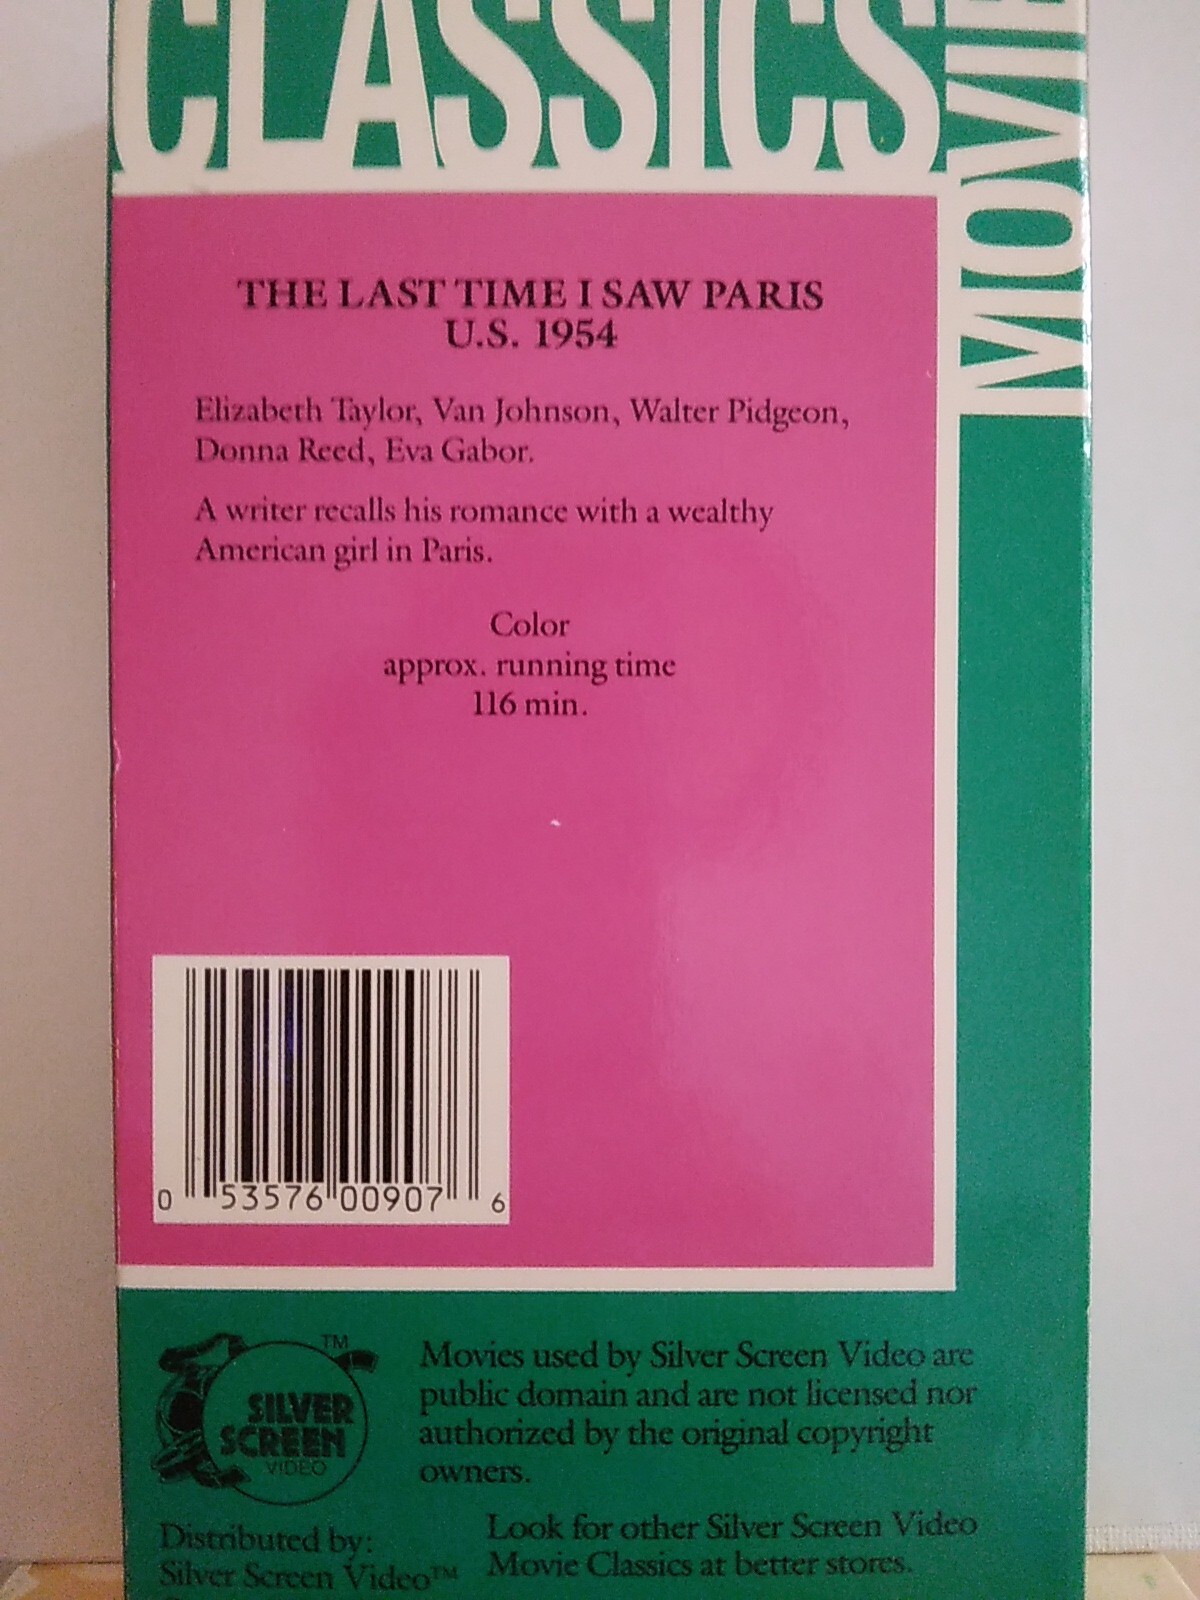 CLASSICS
MOVIE
THE LAST TIME I SAW PARIS
U.S. 1954
Elizabeth Taylor, Van Johnson, Walter Pidgeon,
Donna Reed, Eva Gabor.
A writer recalls his romance with a wealthy
American girl in Paris.
Color
approx. running time
116 min.
0 53576 00907 6
TM
SILVER
SCREEN
VIDEO
Movies used by Silver Screen Video are
public domain and are not licensed nor
authorized by the original copyright
owners.
Distributed by:
Silver Screen Video™
Look for other Silver Screen Video
Movie Classics at better stores.